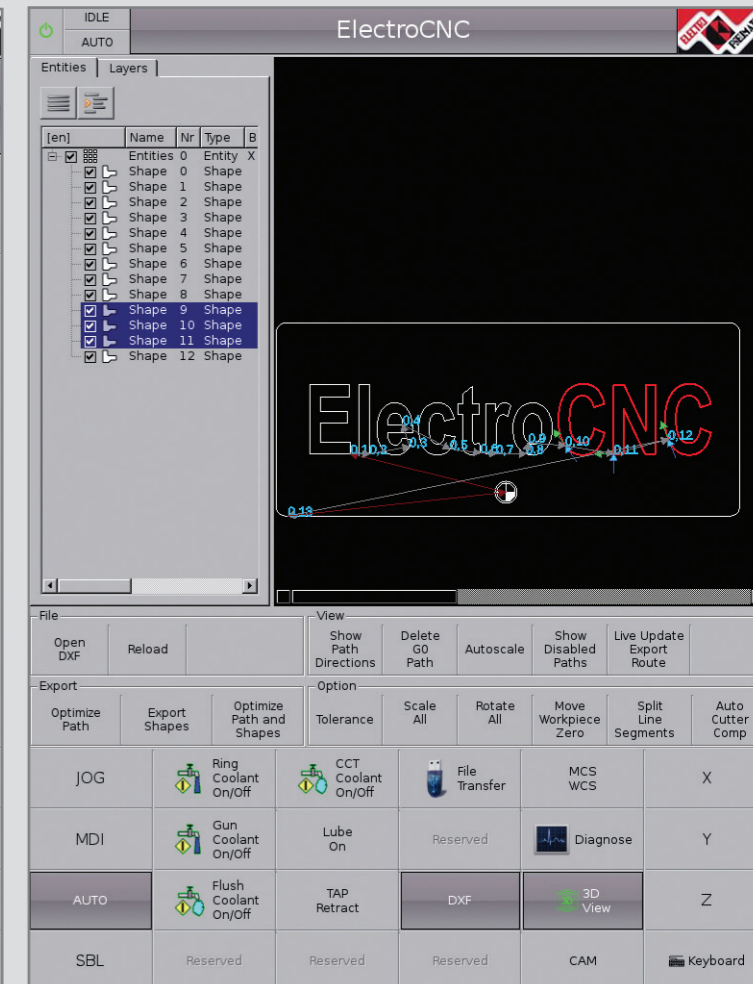 IDLE
AUTO
ElectroCNC
ELECTRO
Entities Layers
[en] Name Nr Type B
Entities 0 Entity X
Shape 0 Shape
Shape 1 Shape
Shape 2 Shape
Shape 3 Shape
Shape 4 Shape
Shape 5 Shape
Shape 6 Shape
Shape 7 Shape
Shape 8 Shape
Shape 9 Shape
Shape 10 Shape
Shape 11 Shape
Shape 12 Shape
ElectroCNC
0,4
0,3
0,5
0,9
0,8
0,10
0,11
0,12
0,13
File
Open
DXF
Reload
View
Show
Path
Directions
Delete
G0
Path
Autoscale
Show
Disabled
Paths
Live Update
Export
Route
Export
Optimize
Path
Export
Shapes
Optimize
Path and
Shapes
Option
Tolerance
Scale
All
Rotate
All
Move
Workpiece
Zero
Split
Line
Segments
Auto
Cutter
Comp
JOG
Ring
Coolant
On/Off
CCT
Coolant
On/Off
File
Transfer
MCS
WCS
X
MDI
Gun
Coolant
On/Off
Lube
On
Reserved
Diagnose
Y
AUTO
Flush
Coolant
On/Off
TAP
Retract
DXF
3D
View
Z
SBL
Reserved
Reserved
Reserved
CAM
Keyboard